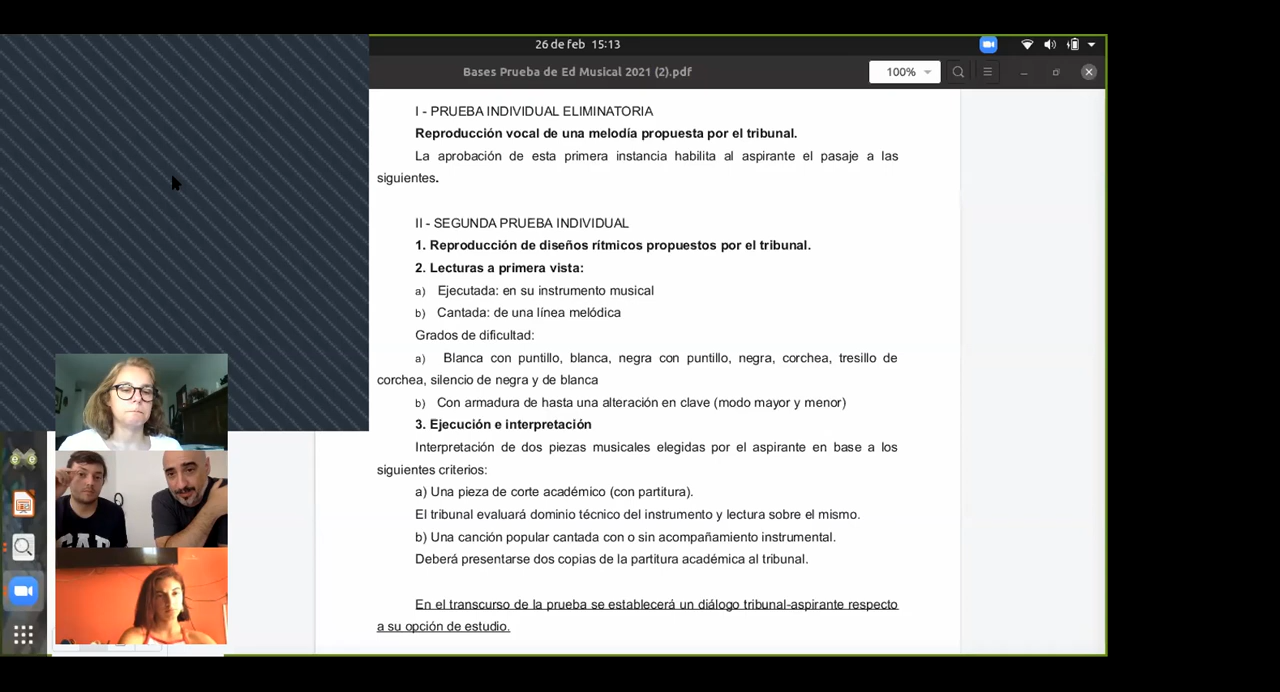 26 de feb 15:13
Bases Prueba de Ed Musical 2021 (2).pdf
100%
I - PRUEBA INDIVIDUAL ELIMINATORIA
Reproducción vocal de una melodía propuesta por el tribunal.
La aprobación de esta primera instancia habilita al aspirante el pasaje a las
siguientes.
II - SEGUNDA PRUEBA INDIVIDUAL
1. Reproducción de diseños rítmicos propuestos por el tribunal.
2. Lecturas a primera vista:
a) Ejecutada: en su instrumento musical
b) Cantada: de una línea melódica
Grados de dificultad:
a) Blanca con puntillo, blanca, negra con puntillo, negra, corchea, tresillo de
corchea, silencio de negra y de blanca
b) Con armadura de hasta una alteración en clave (modo mayor y menor)
3. Ejecución e interpretación
Interpretación de dos piezas musicales elegidas por el aspirante en base a los
siguientes criterios:
a) Una pieza de corte académico (con partitura).
El tribunal evaluará dominio técnico del instrumento y lectura sobre el mismo.
b) Una canción popular cantada con o sin acompañamiento instrumental.
Deberá presentarse dos copias de la partitura académica al tribunal.
En el transcurso de la prueba se establecerá un diálogo tribunal-aspirante respecto
a su opción de estudio.
GAP